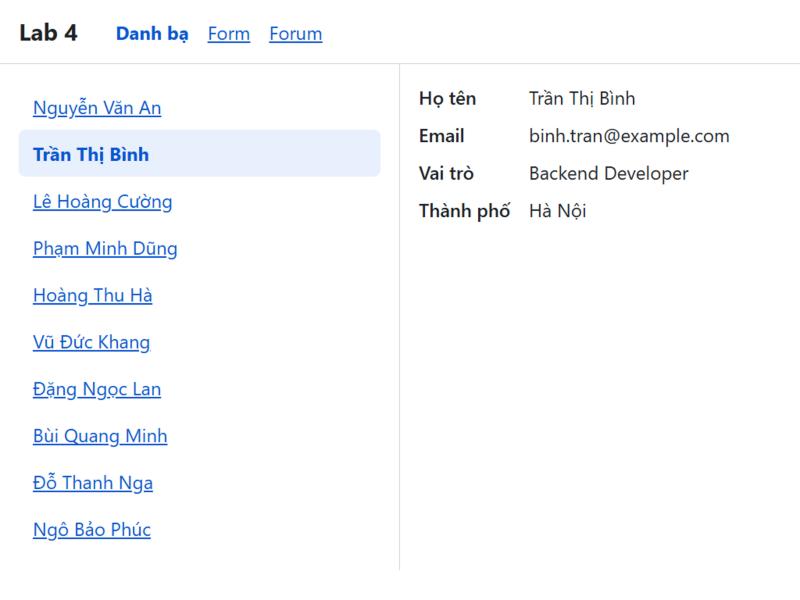 Lab 4 Danh bạ Form Forum
Nguyễn Văn An
Trần Thị Bình
Lê Hoàng Cường
Phạm Minh Dũng
Hoàng Thu Hà
Vũ Đức Khang
Đặng Ngọc Lan
Bùi Quang Minh
Đỗ Thanh Nga
Ngô Bảo Phúc
Họ tên Trần Thị Bình
Email binh.tran@example.com
Vai trò Backend Developer
Thành phố Hà Nội